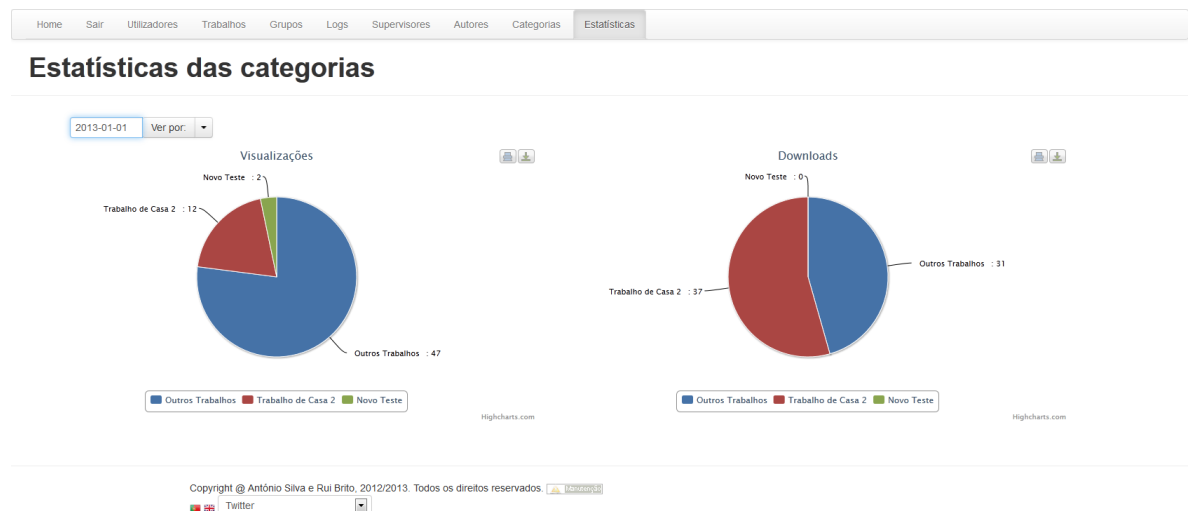 Home Sair Utilizadores Trabalhos Grupos Logs Supervisores Autores Categorias Estatísticas
Estatísticas das categorias
2013-01-01 Ver por:
Visualizações
Novo Teste : 2
Trabalho de Casa 2 : 12
Outros Trabalhos : 47
Outros Trabalhos Trabalho de Casa 2 Novo Teste
Highcharts.com
Downloads
Novo Teste : 0
Outros Trabalhos : 31
Trabalho de Casa 2 : 37
Outros Trabalhos Trabalho de Casa 2 Novo Teste
Highcharts.com
Copyright @ António Silva e Rui Brito, 2012/2013. Todos os direitos reservados.
Twitter